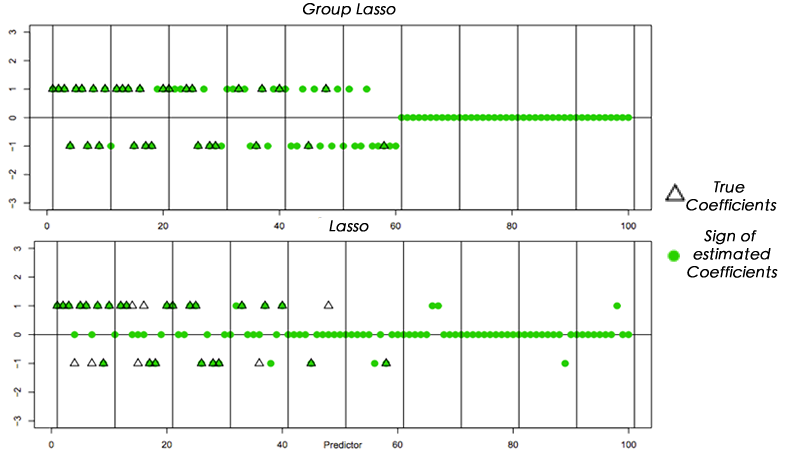 Group Lasso
3
2
1
0
-1
-2
-3
0 20 40 60 80 100
True
Coefficients
Sign of
estimated
Coefficients
Lasso
3
2
1
0
-1
-2
-3
0 20 40 Predictor 60 80 100